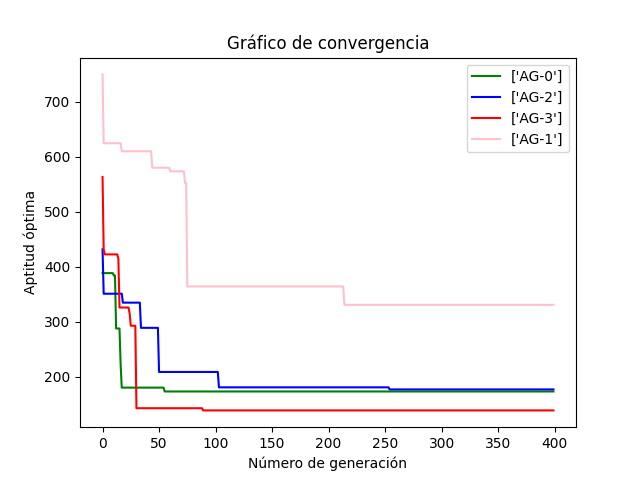 Gráfico de convergencia
['AG-0']
['AG-2']
['AG-3']
['AG-1']
Aptitud óptima
700
600
500
400
300
200
0 50 100 150 200 250 300 350 400
Número de generación